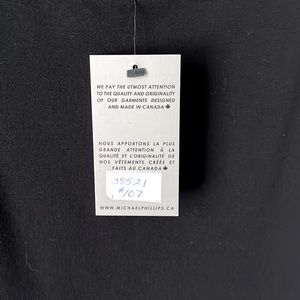 WE PAY THE UTMOST ATTENTION
TO THE QUALITY AND ORIGINALITY
OF OUR GARMENTS DESIGNED
AND MADE IN CANADA
NOUS APPORTONS LA PLUS
GRANDE ATTENTION À LA
QUALITÉ ET L'ORIGINALITÉ DE
NOS VÊTEMENTS CRÉÉS ET
FAITS AU CANADA
38521
$107
WWW.MICHAELPHILLIPS.CA